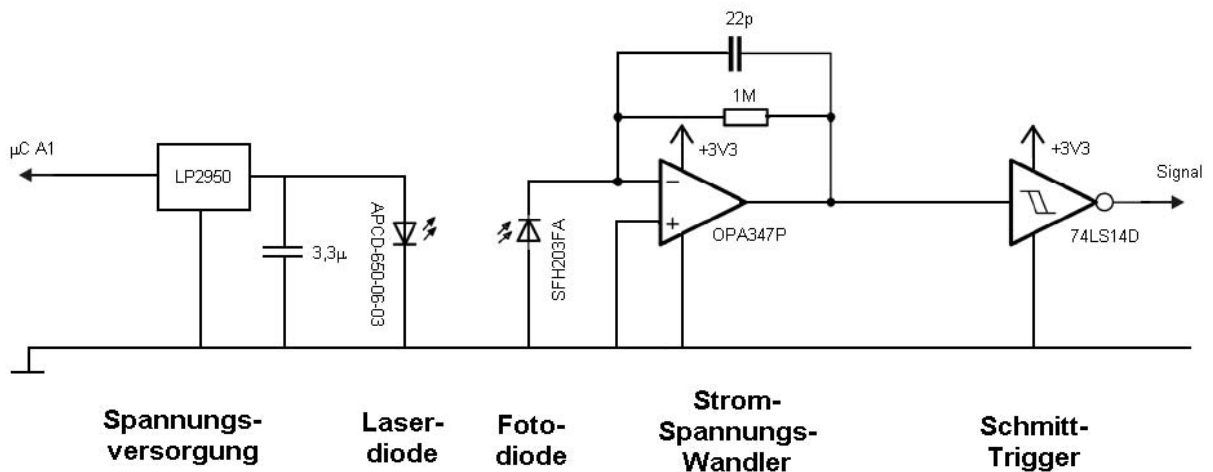 22p
1M
µC A1
LP2950
+3V3
+3V3
Signal
APCD-650-06-03
3,3µ
SFH203FA
−
+
OPA347P
74LS14D
Spannungs-
versorgung
Laser-
diode
Foto-
diode
Strom-
Spannungs-
Wandler
Schmitt-
Trigger